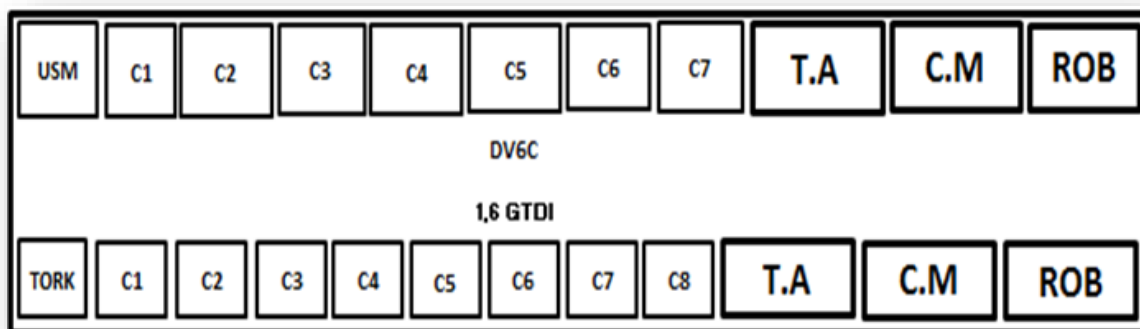 USM C1 C2 C3 C4 C5 C6 C7 T.A C.M ROB
DV6C
1,6 GTDI
TORK C1 C2 C3 C4 C5 C6 C7 C8 T.A C.M ROB